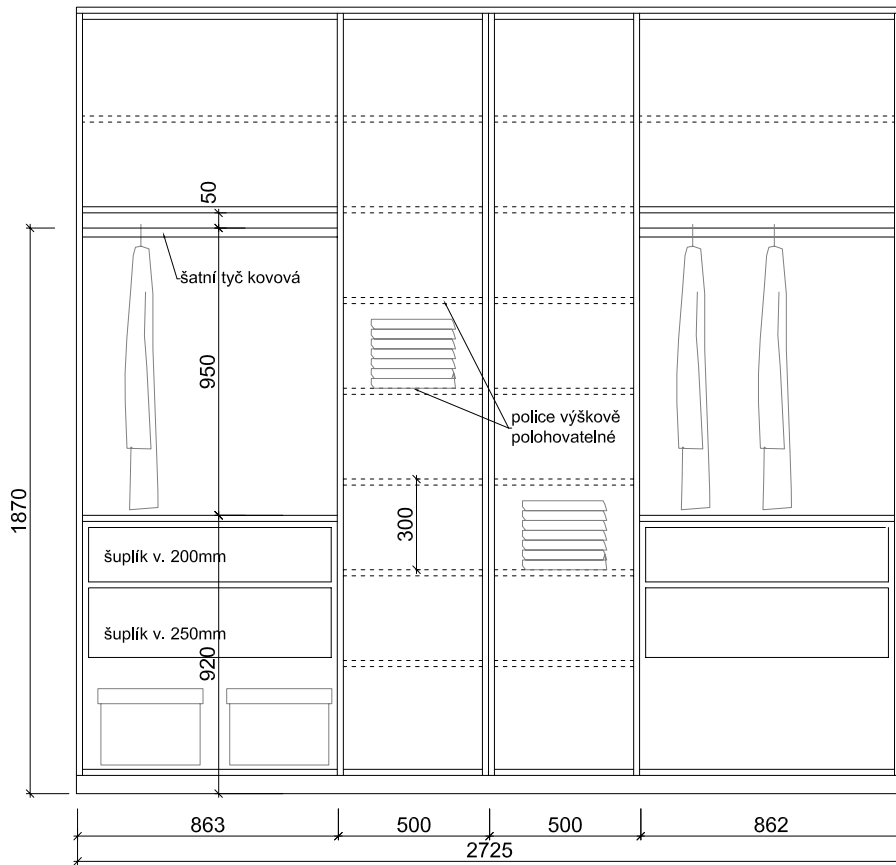 50
šatní tyč kovová
950
police výškově
polohovatelné
1870
300
šuplík v. 200mm
šuplík v. 250mm
920
863
500
500
862
2725